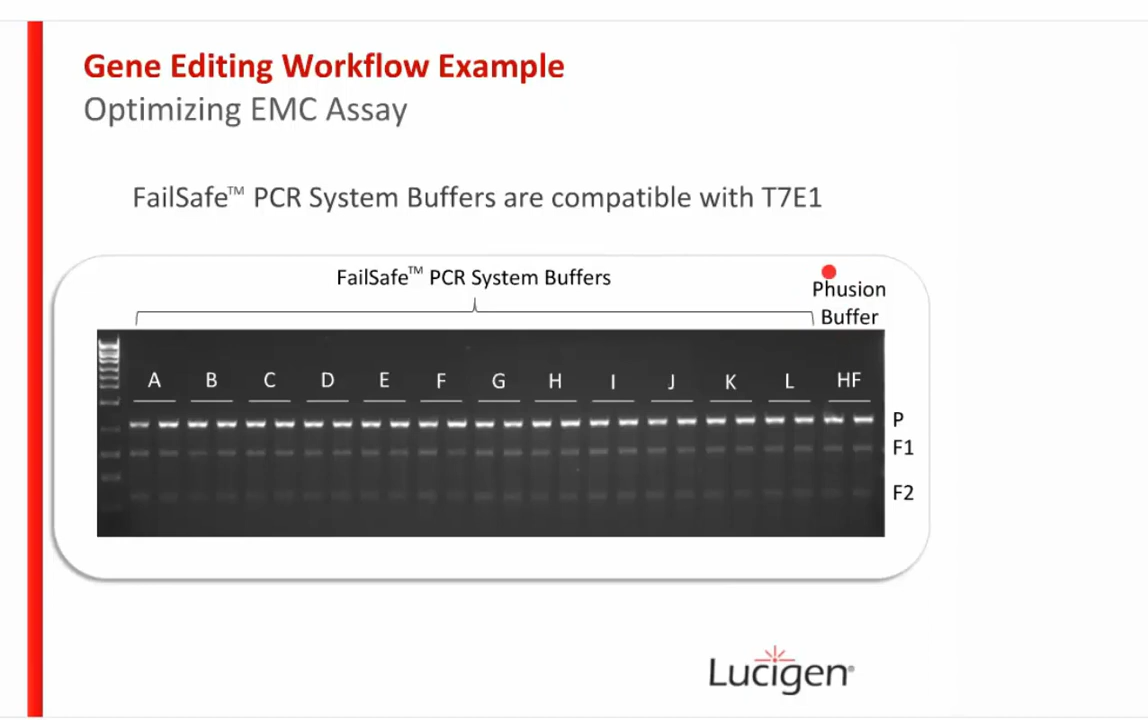 Gene Editing Workflow Example
Optimizing EMC Assay
FailSafe™ PCR System Buffers are compatible with T7E1
FailSafe™ PCR System Buffers
Phusion
Buffer
A B C D E F G H I J K L HF
P
F1
F2
Lucigen®